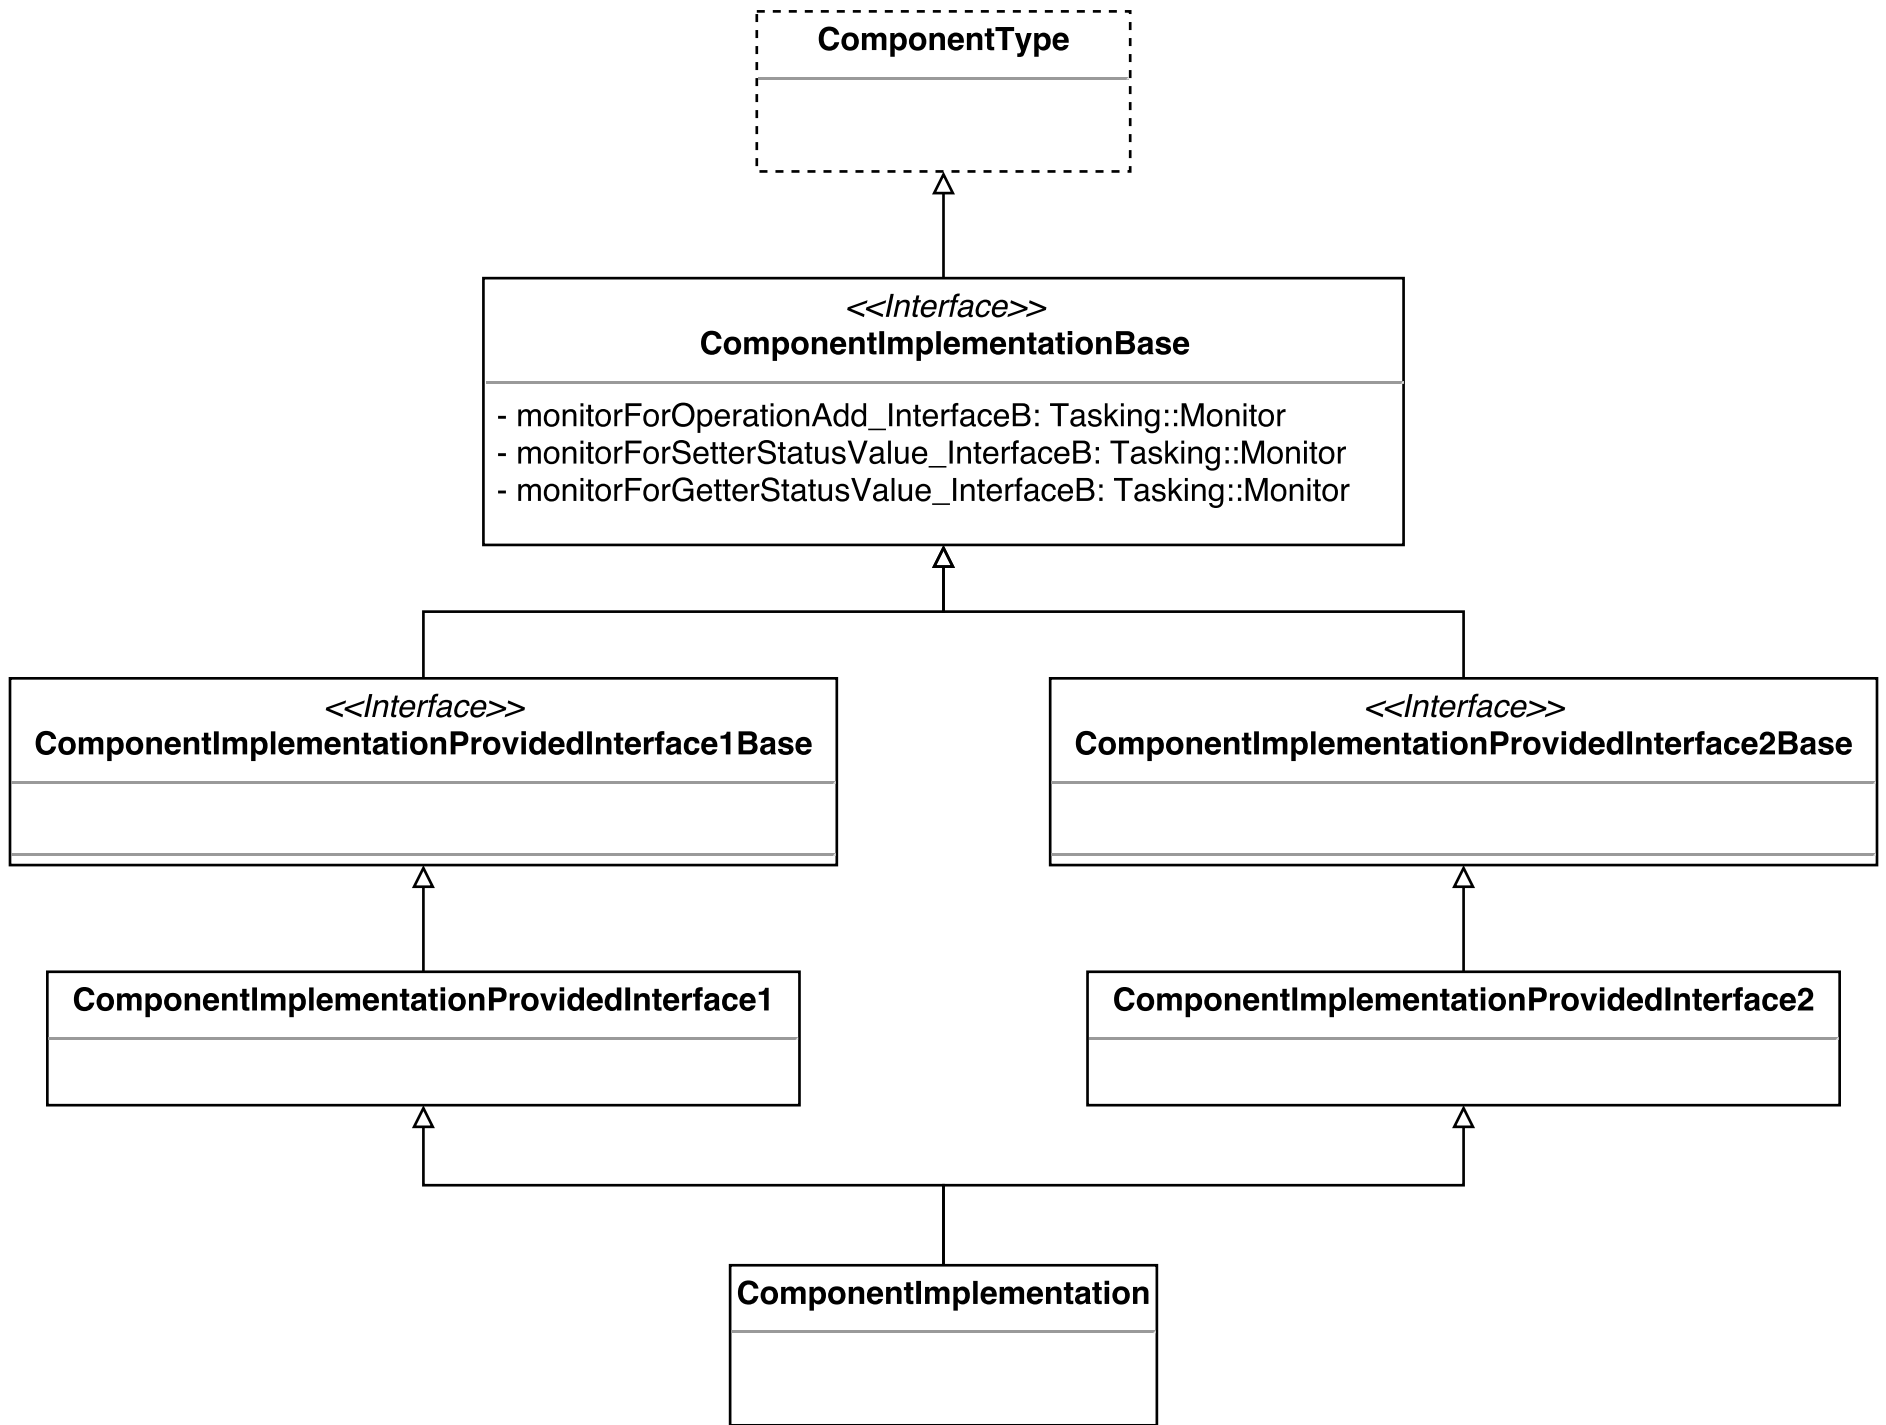 ComponentType
<<Interface>>
ComponentImplementationBase
- monitorForOperationAdd_InterfaceB: Tasking::Monitor
- monitorForSetterStatusValue_InterfaceB: Tasking::Monitor
- monitorForGetterStatusValue_InterfaceB: Tasking::Monitor
<<Interface>>
ComponentImplementationProvidedInterface1Base
<<Interface>>
ComponentImplementationProvidedInterface2Base
ComponentImplementationProvidedInterface1
ComponentImplementationProvidedInterface2
ComponentImplementation